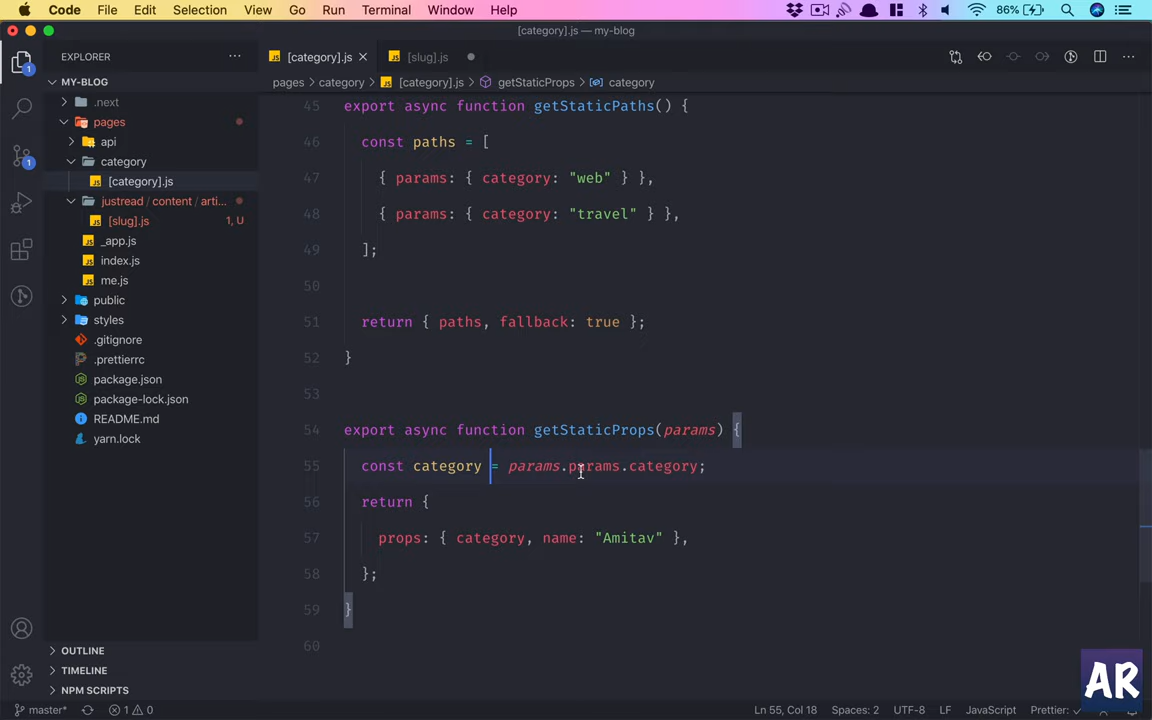 Code File Edit Selection View Go Run Terminal Window Help 86%
[category].js — my-blog
EXPLORER
[category].js
[slug].js
MY-BLOG
pages > category > [category].js > getStaticProps > category
.next
pages
api
category
[category].js
justread / content / arti...
[slug].js 1, U
_app.js
index.js
me.js
public
styles
.gitignore
.prettierrc
package.json
package-lock.json
README.md
yarn.lock
OUTLINE
TIMELINE
NPM SCRIPTS
1
1
45 export async function getStaticPaths() {
46 const paths = [
47 { params: { category: "web" } },
48 { params: { category: "travel" } },
49 ];
50
51 return { paths, fallback: true };
52 }
53
54 export async function getStaticProps(params) {
55 const category = params.params.category;
56 return {
57 props: { category, name: "Amitav" },
58 };
59 }
60
AR
master* 1 0 Ln 55, Col 18 Spaces: 2 UTF-8 LF JavaScript Prettier: ✓